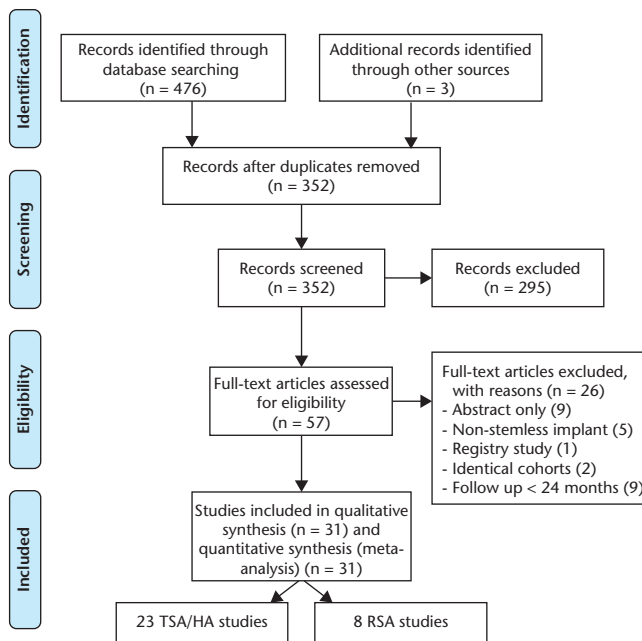 Identification
Records identified through
database searching
(n = 476)
Additional records identified
through other sources
(n = 3)
Records after duplicates removed
(n = 352)
Screening
Records screened
(n = 352)
Records excluded
(n = 295)
Eligibility
Full-text articles assessed
for eligibility
(n = 57)
Full-text articles excluded,
with reasons (n = 26)
- Abstract only (9)
- Non-stemless implant (5)
- Registry study (1)
- Identical cohorts (2)
- Follow up < 24 months (9)
Included
Studies included in qualitative
synthesis (n = 31) and
quantitative synthesis (meta-
analysis) (n = 31)
23 TSA/HA studies
8 RSA studies